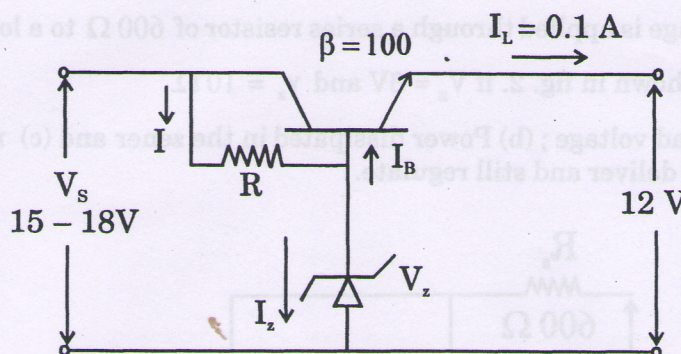 β = 100
I_L = 0.1 A
I
R
I_B
V_S
15 – 18V
12 V
I_z
V_z